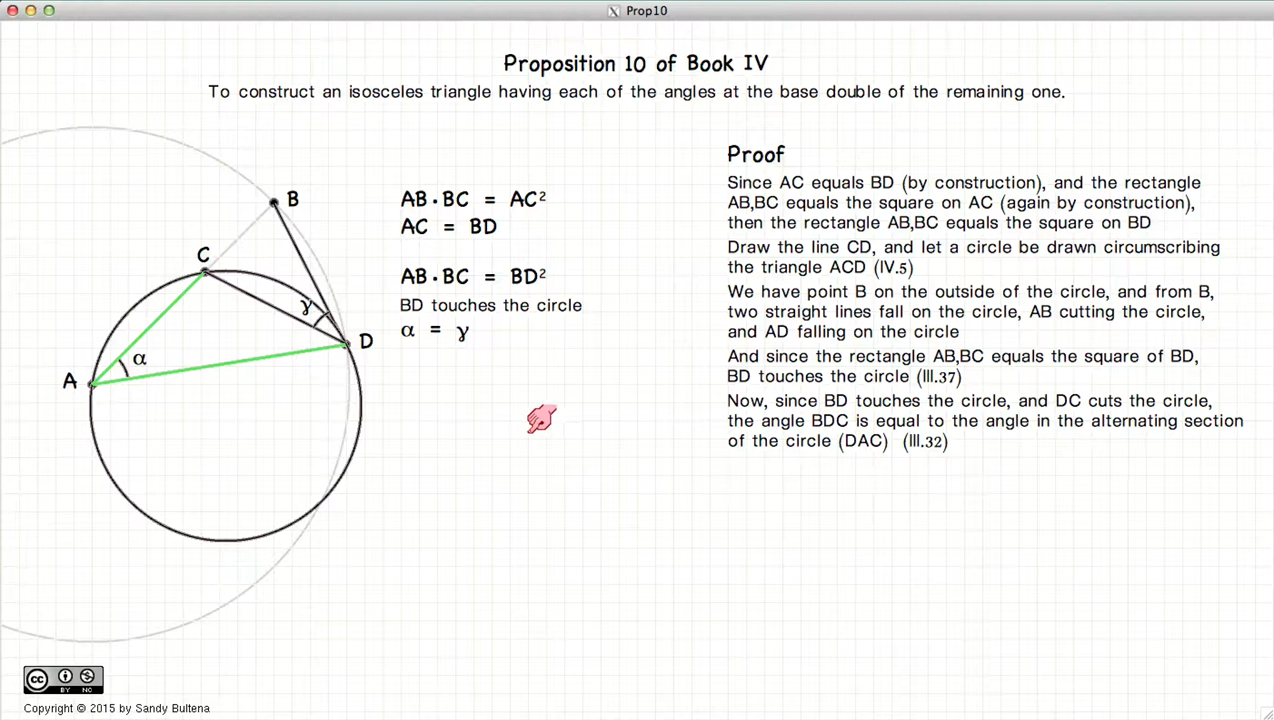 Prop10
Proposition 10 of Book IV
To construct an isosceles triangle having each of the angles at the base double of the remaining one.
B
C
γ
α
A
D
AB·BC = AC²
AC = BD
AB·BC = BD²
BD touches the circle
α = γ
Proof
Since AC equals BD (by construction), and the rectangle
AB,BC equals the square on AC (again by construction),
then the rectangle AB,BC equals the square on BD
Draw the line CD, and let a circle be drawn circumscribing
the triangle ACD (IV.5)
We have point B on the outside of the circle, and from B,
two straight lines fall on the circle, AB cutting the circle,
and AD falling on the circle
And since the rectangle AB,BC equals the square of BD,
BD touches the circle (III.37)
Now, since BD touches the circle, and DC cuts the circle,
the angle BDC is equal to the angle in the alternating section
of the circle (DAC) (III.32)
cc
BY NC
Copyright © 2015 by Sandy Bultena